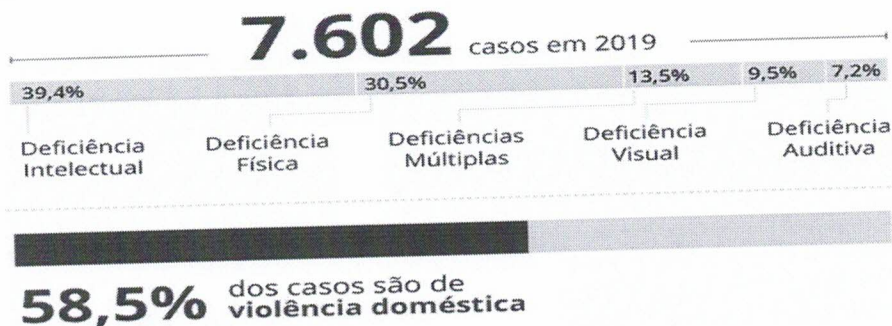 7.602 casos em 2019
39,4% 30,5% 13,5% 9,5% 7,2%
Deficiência Intelectual
Deficiência Física
Deficiências Múltiplas
Deficiência Visual
Deficiência Auditiva
58,5% dos casos são de
violência doméstica